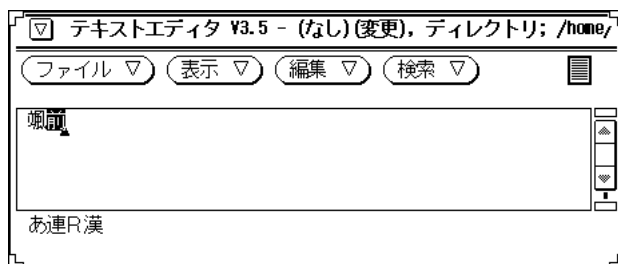 テキストエディタ V3.5 - (なし)(変更), ディレクトリ; /home/
ファイル 表示 編集 検索
颯前
あ連R漢